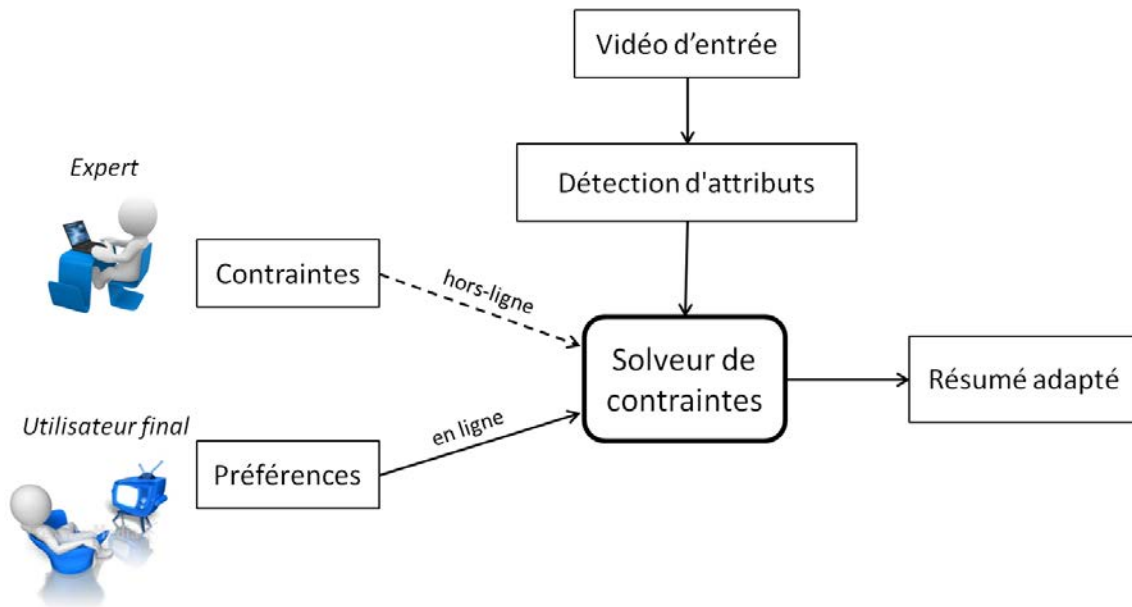 Vidéo d’entrée
Détection d'attributs
Expert
Contraintes
hors-ligne
Solveur de
contraintes
Résumé adapté
Utilisateur final
Préférences
en ligne